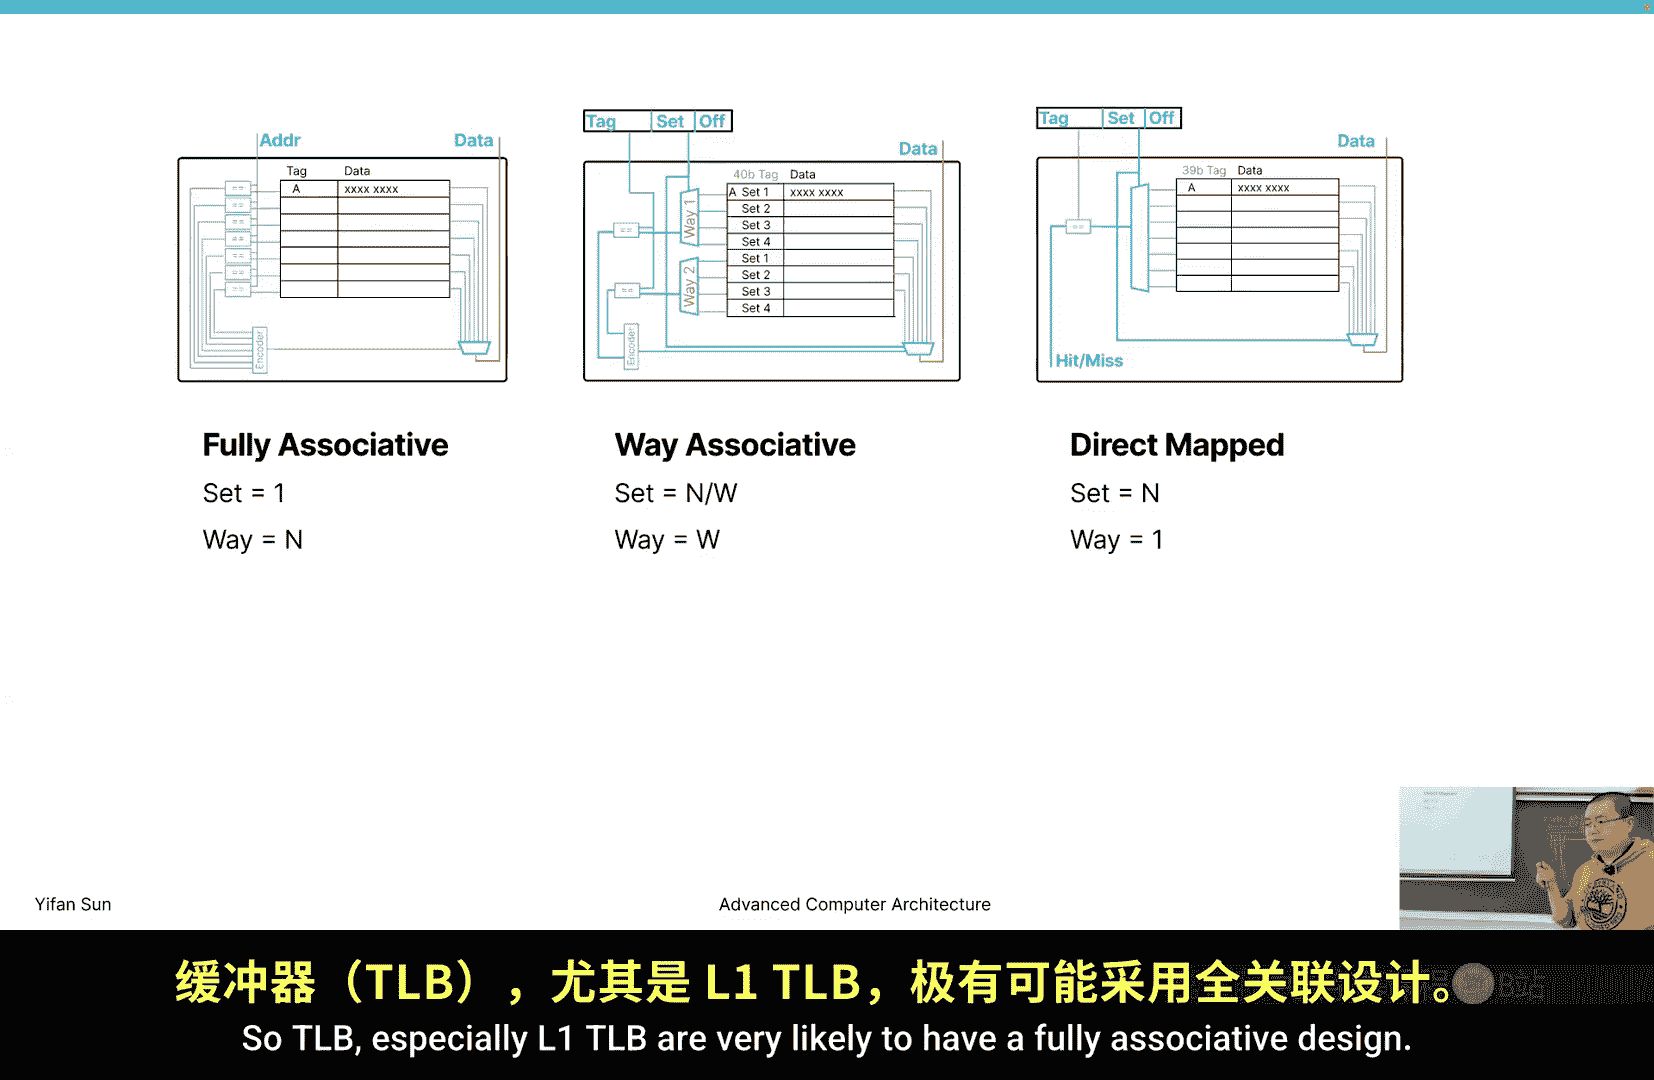 Addr
Data
Tag Data
A xxxx xxxx
==
==
==
==
==
==
==
Encoder
Fully Associative
Set = 1
Way = N
Tag Set Off
Data
40b Tag Data
A Set 1 xxxx xxxx
Set 2
Set 3
Set 4
Set 1
Set 2
Set 3
Set 4
Way 1
Way 2
==
==
Encoder
Way Associative
Set = N/W
Way = W
Tag Set Off
Data
39b Tag Data
A xxxx xxxx
==
Hit/Miss
Direct Mapped
Set = N
Way = 1
Yifan Sun
Advanced Computer Architecture
缓冲器（TLB），尤其是 L1 TLB，极有可能采用全关联设计。
So TLB, especially L1 TLB are very likely to have a fully associative design.